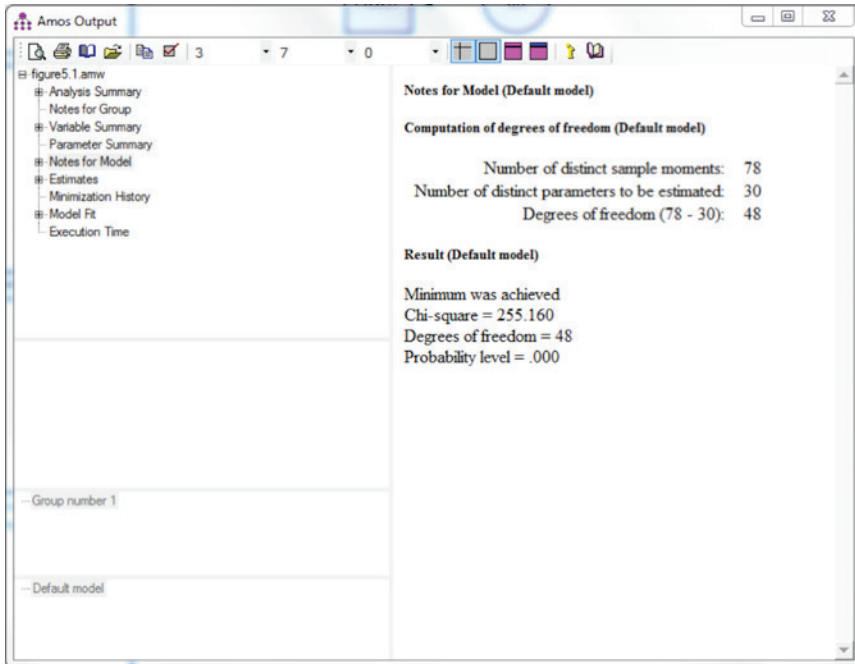 Amos Output
3 7 0
figure5.1.amw
Analysis Summary
Notes for Group
Variable Summary
Parameter Summary
Notes for Model
Estimates
Minimization History
Model Fit
Execution Time
Group number 1
Default model
Notes for Model (Default model)
Computation of degrees of freedom (Default model)
Number of distinct sample moments: 78
Number of distinct parameters to be estimated: 30
Degrees of freedom (78 - 30): 48
Result (Default model)
Minimum was achieved
Chi-square = 255.160
Degrees of freedom = 48
Probability level = .000